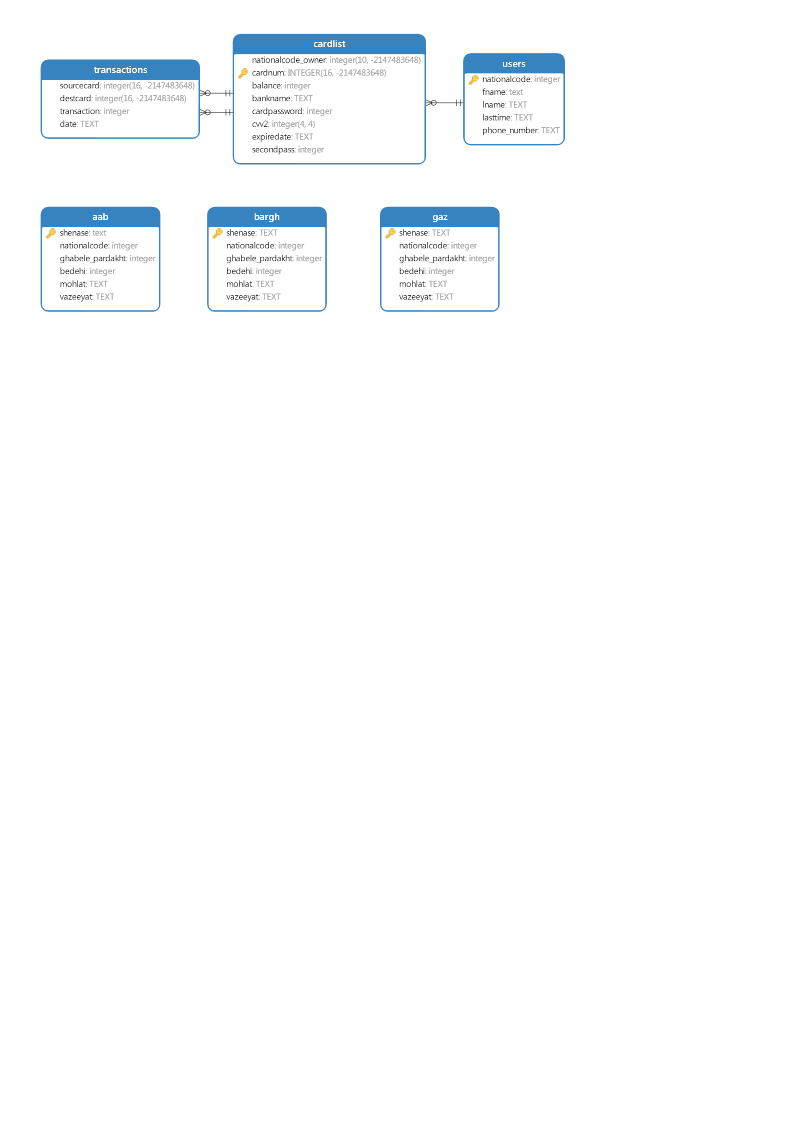 transactions
sourcecard: integer(16, -2147483648)
destcard: integer(16, -2147483648)
transaction: integer
date: TEXT
cardlist
nationalcode_owner: integer(10, -2147483648)
cardnum: INTEGER(16, -2147483648)
balance: integer
bankname: TEXT
cardpassword: integer
cvv2: integer(4, 4)
expiredate: TEXT
secondpass: integer
users
nationalcode: integer
fname: text
lname: TEXT
lasttime: TEXT
phone_number: TEXT
aab
shenase: text
nationalcode: integer
ghabele_pardakht: integer
bedehi: integer
mohlat: TEXT
vazeeyat: TEXT
bargh
shenase: TEXT
nationalcode: integer
ghabele_pardakht: integer
bedehi: integer
mohlat: TEXT
vazeeyat: TEXT
gaz
shenase: TEXT
nationalcode: integer
ghabele_pardakht: integer
bedehi: integer
mohlat: TEXT
vazeeyat: TEXT